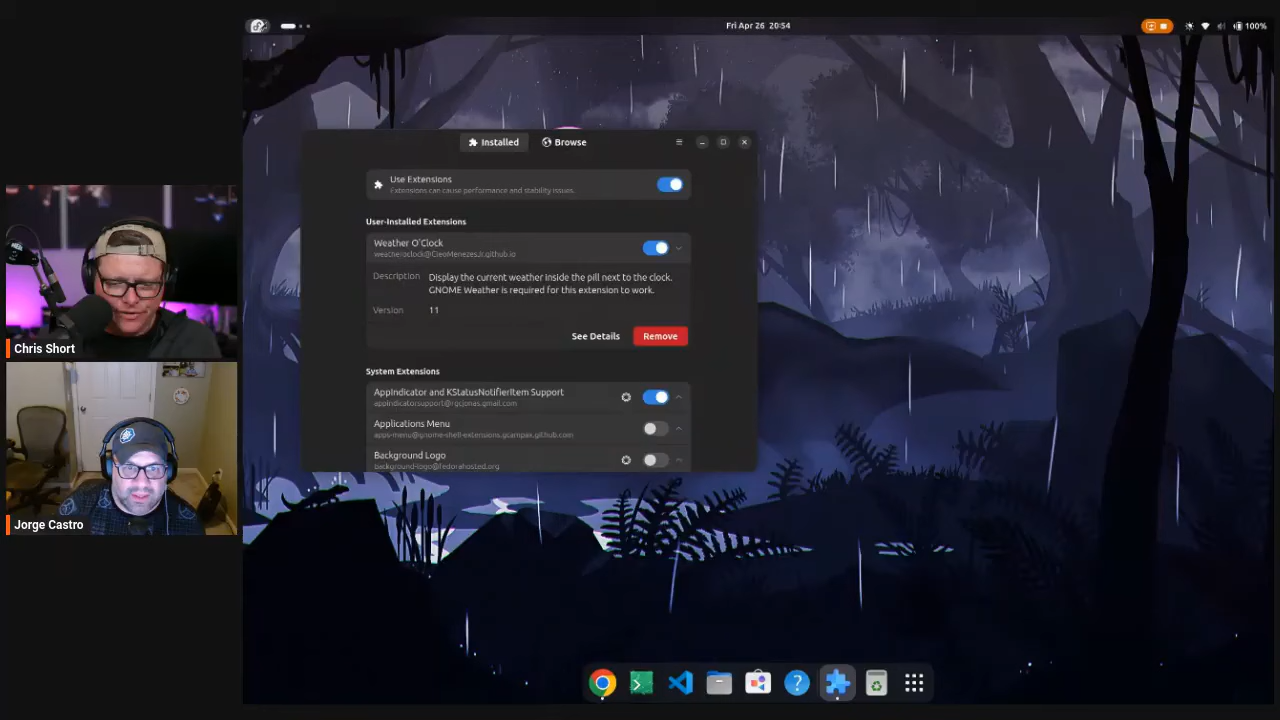 Fri Apr 26 20:54
100%
Installed
Browse
Use Extensions
Extensions can cause performance and stability issues.
User-Installed Extensions
Weather O'Clock
weatheroclock@CleoMenezesJr.github.io
Description Display the current weather inside the pill next to the clock.
GNOME Weather is required for this extension to work.
Version 11
See Details Remove
System Extensions
AppIndicator and KStatusNotifierItem Support
appindicatorsupport@rgcjonas.gmail.com
Applications Menu
apps-menu@gnome-shell-extensions.gcampax.github.com
Background Logo
background-logo@fedorahosted.org
Chris Short
Jorge Castro